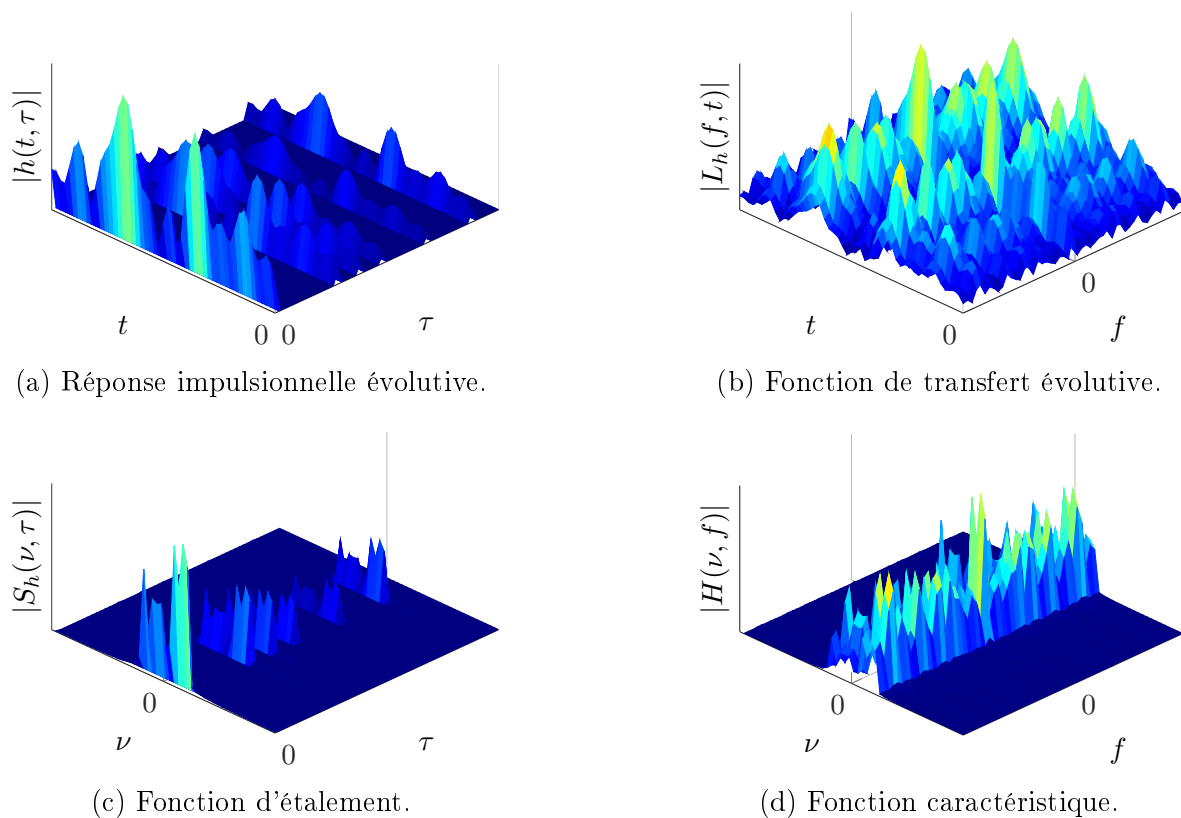 |h(t, τ)|
t
0 0
τ
(a) Réponse impulsionnelle évolutive.
|L_h(f, t)|
t
0
0
f
(b) Fonction de transfert évolutive.
|S_h(ν, τ)|
0
ν
0
τ
(c) Fonction d'étalement.
|H(ν, f)|
0
ν
0
f
(d) Fonction caractéristique.